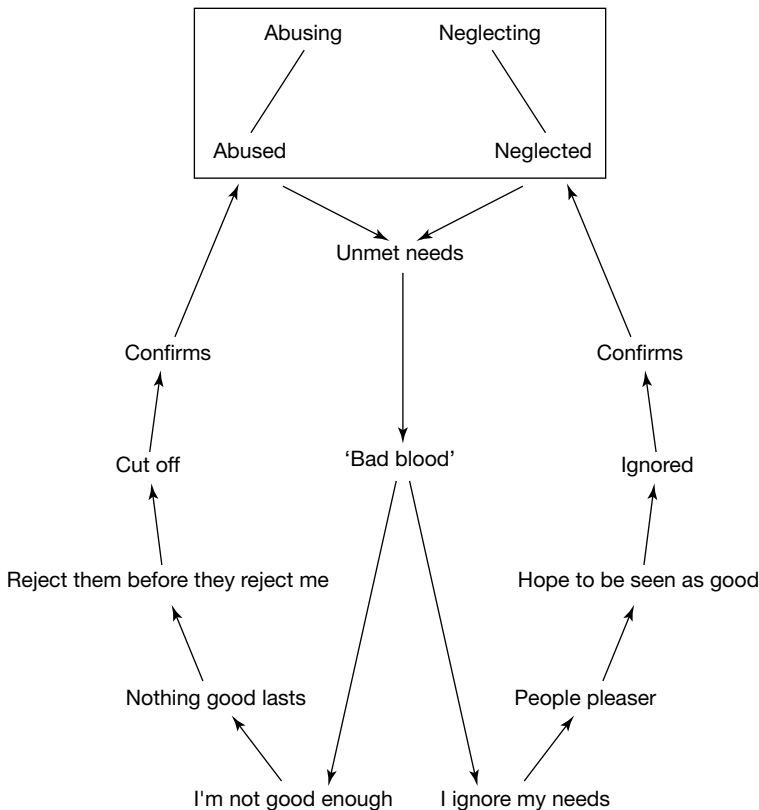 Abusing
Neglecting
Abused
Neglected
Unmet needs
Confirms
Confirms
Cut off
'Bad blood'
Ignored
Reject them before they reject me
Hope to be seen as good
Nothing good lasts
People pleaser
I'm not good enough
I ignore my needs